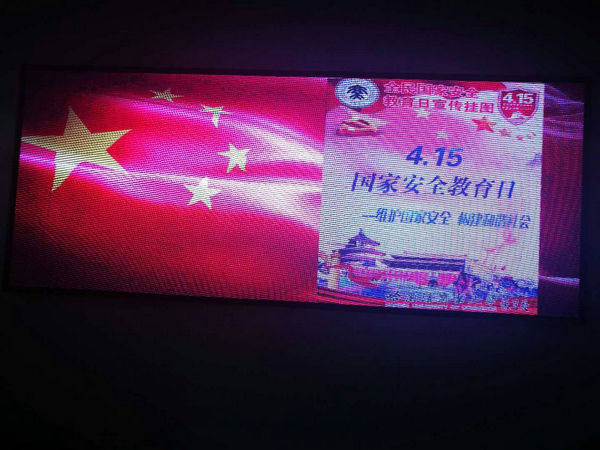 全民国家安全
教育日宣传挂图
4.15
4.15
国家安全教育日
—维护国家安全 构建和谐社会